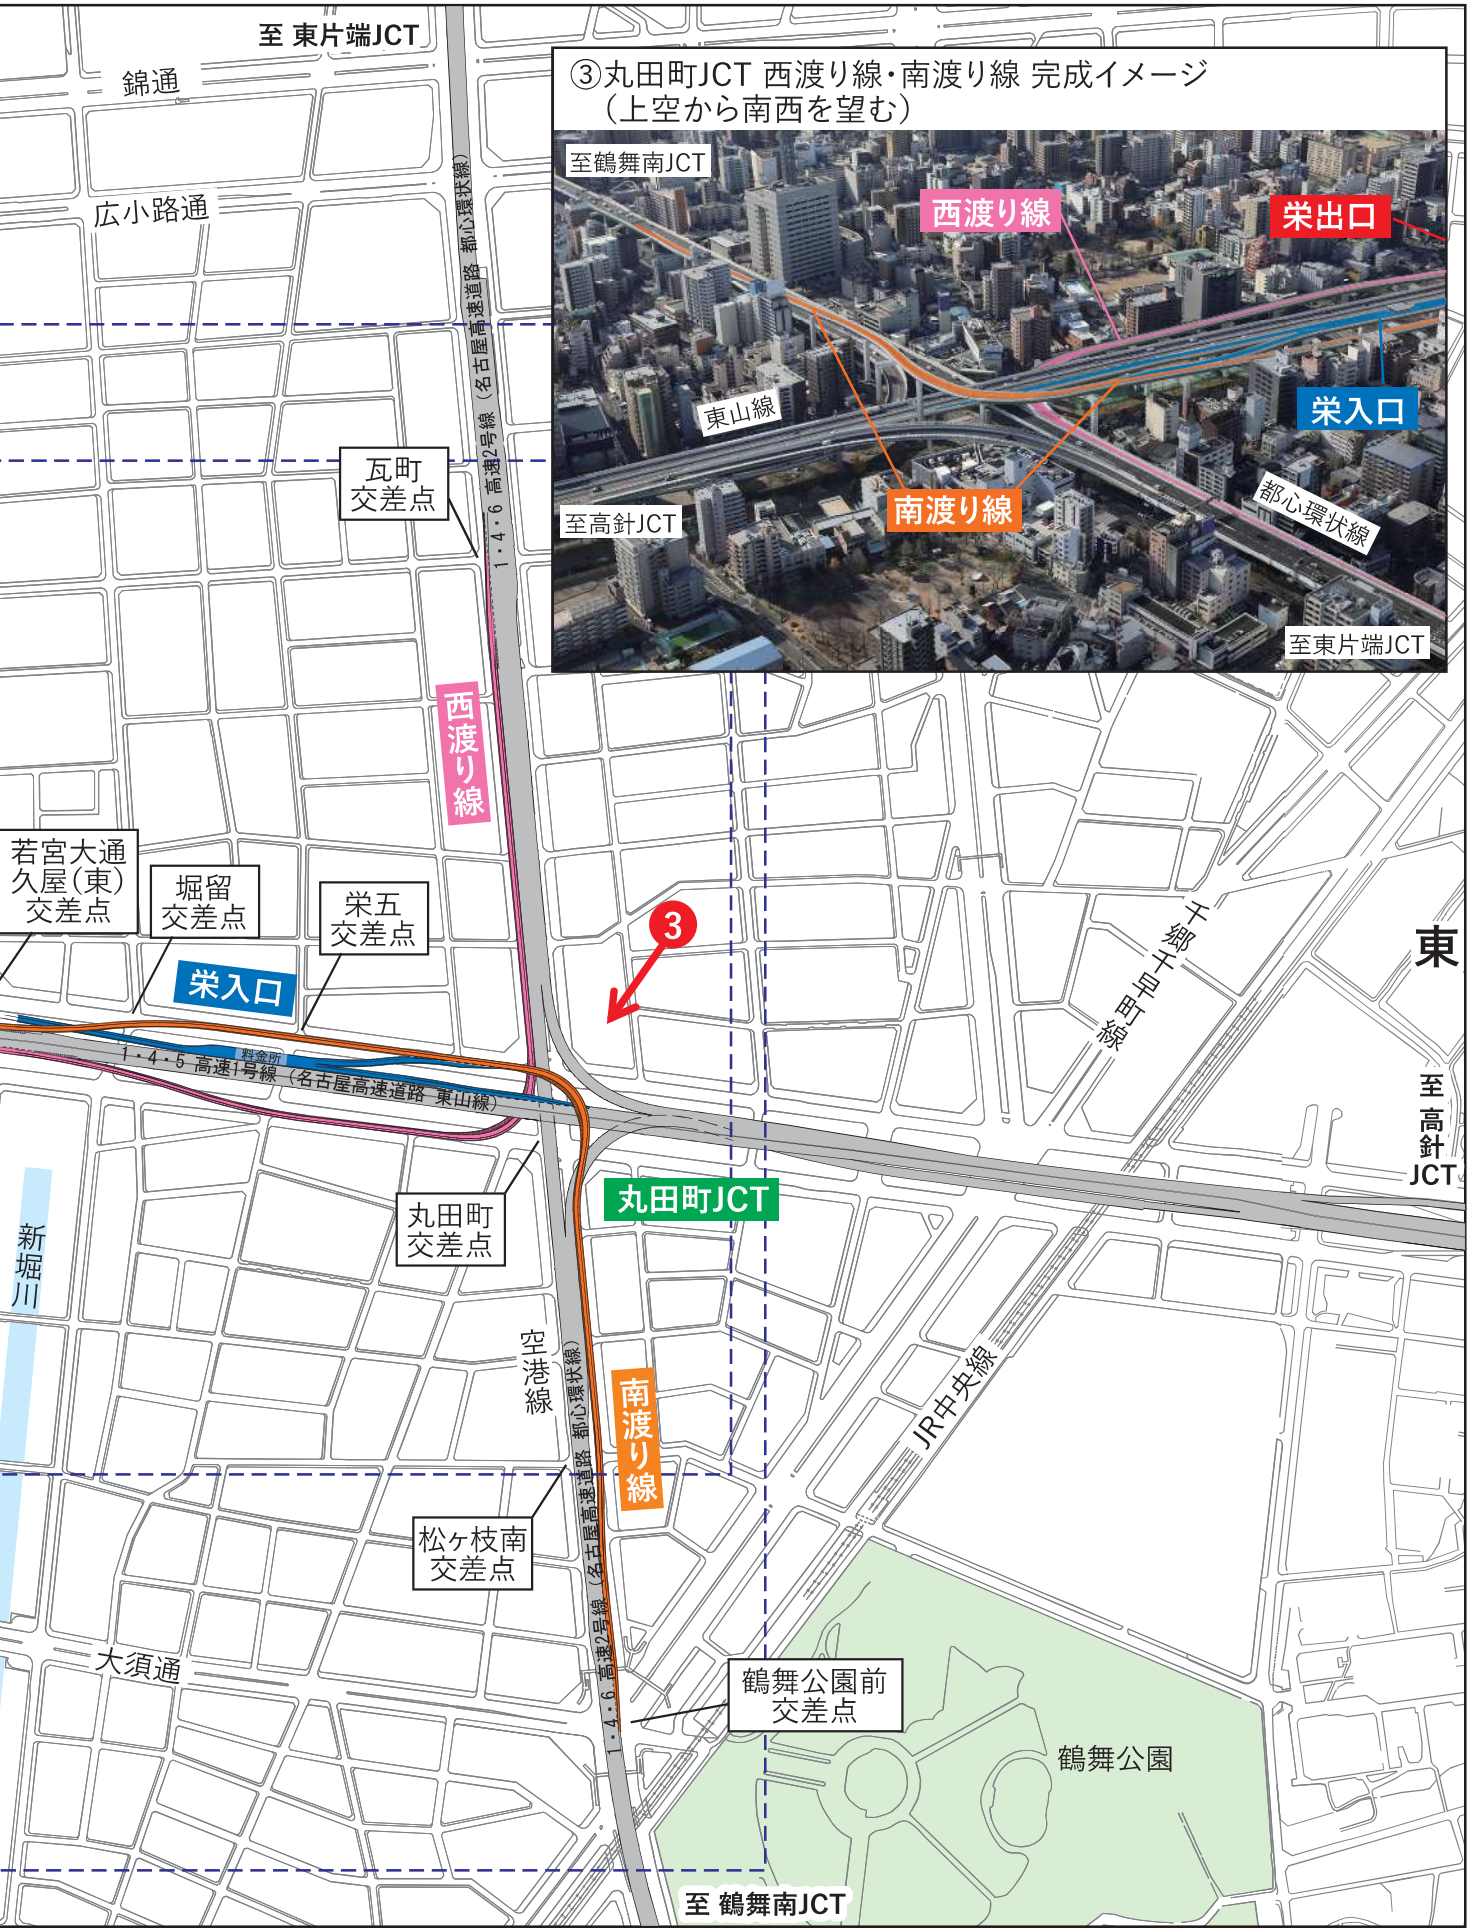 至 東片端JCT
錦通
広小路通
③丸田町JCT 西渡り線・南渡り線 完成イメージ
（上空から南西を望む）
至鶴舞南JCT
西渡り線
栄出口
栄入口
東山線
南渡り線
至高針JCT
都心環状線
至東片端JCT
1・4・6 高速2号線（名古屋高速道路 都心環状線）
瓦町
交差点
西渡り線
若宮大通
久屋（東）
交差点
堀留
交差点
栄五
交差点
栄入口
3
千郷千早町線
東
料金所
1・4・5 高速1号線（名古屋高速道路 東山線）
至
高針
JCT
丸田町JCT
丸田町
交差点
新堀川
空港線
JR中央線
南渡り線
1・4・6 高速2号線（名古屋高速道路 都心環状線）
松ヶ枝南
交差点
大須通
鶴舞公園前
交差点
鶴舞公園
至 鶴舞南JCT